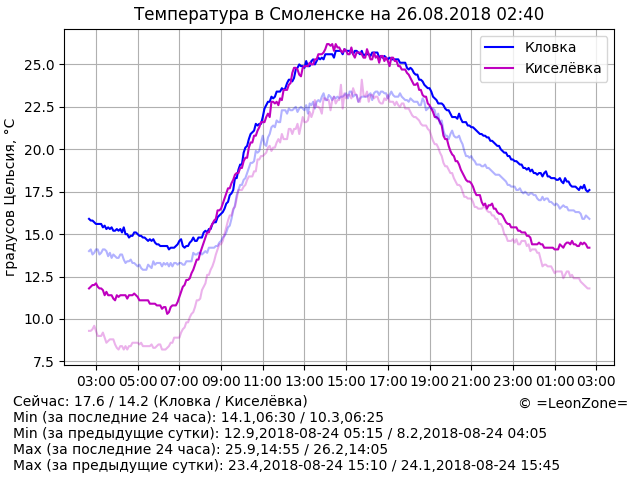 Температура в Смоленске на 26.08.2018 02:40
градусов Цельсия, °C
25.0
22.5
20.0
17.5
15.0
12.5
10.0
7.5
Кловка
Киселёвка
03:00 05:00 07:00 09:00 11:00 13:00 15:00 17:00 19:00 21:00 23:00 01:00 03:00
Сейчас: 17.6 / 14.2 (Кловка / Киселёвка)
© =LeonZone=
Min (за последние 24 часа): 14.1,06:30 / 10.3,06:25
Min (за предыдущие сутки): 12.9,2018-08-24 05:15 / 8.2,2018-08-24 04:05
Max (за последние 24 часа): 25.9,14:55 / 26.2,14:05
Max (за предыдущие сутки): 23.4,2018-08-24 15:10 / 24.1,2018-08-24 15:45